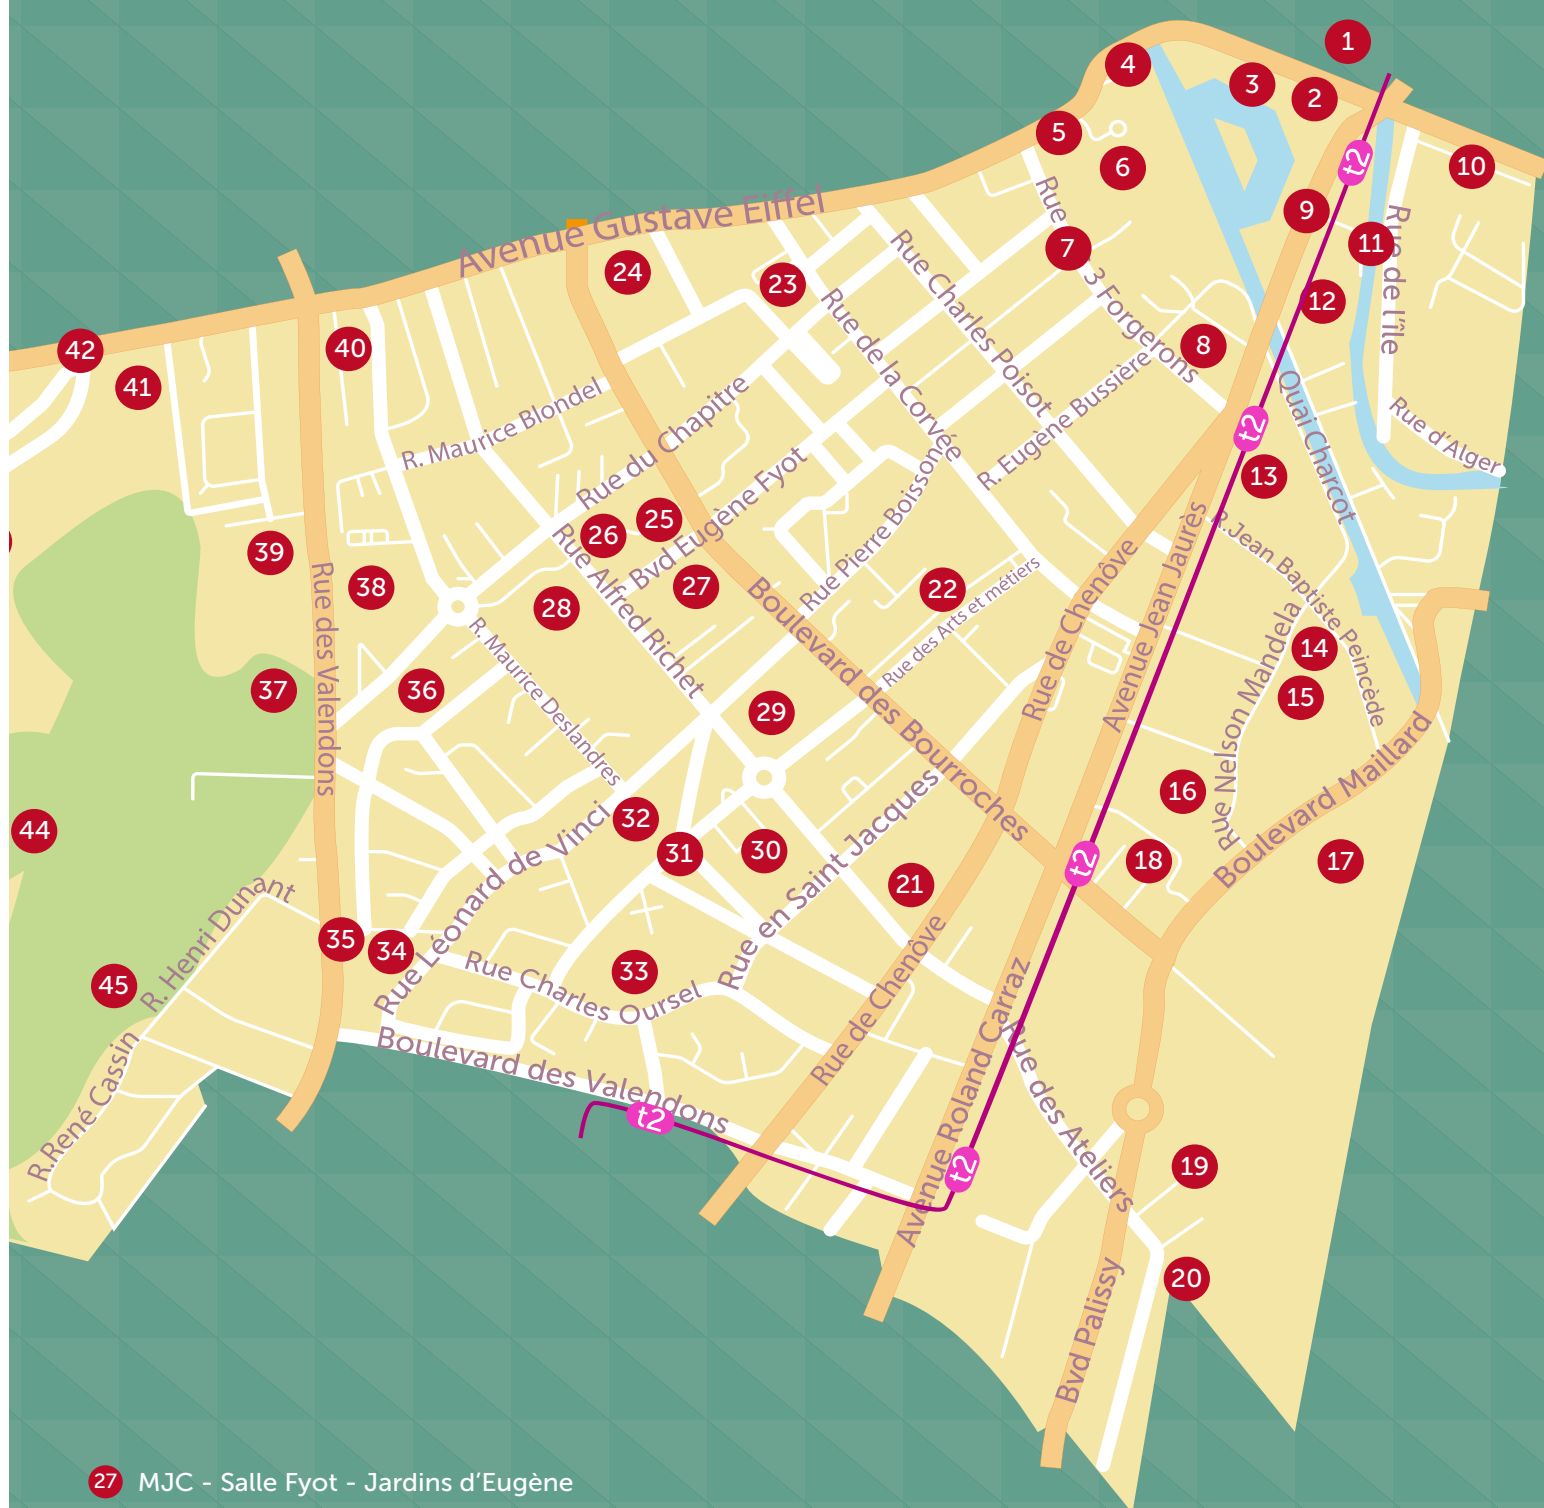 1
4
3
2
5
t2
6
10
Rue des 3 Forgerons
9
Avenue Gustave Eiffel
7
11
Rue de l'île
24
23
Rue Charles Poisot
12
Rue de la Corvée
8
42
40
41
R. Eugène Bussière
Quai Charcot
R. Maurice Blondel
Rue du Chapitre
t2
Rue d'Alger
13
Bvd Eugène Fyot
Rue Pierre Boissonc
25
26
39
Rue Alfred Richet
R.Jean Baptiste Peincède
38
27
22
28
Rue des Valendons
R. Maurice Deslandres
Boulevard des Bourroches
Rue des Arts et métiers
Rue de Chenôve
Avenue Jean Jaurès
Rue Nelson Mandela
14
37
36
15
29
16
Boulevard Maillard
44
32
31
30
Rue Léonard de Vinci
Rue en Saint Jacques
t2
18
17
21
R. Henri Dunant
35
34
45
Rue Charles Oursel
33
Rue de Chenôve
Avenue Roland Carraz
R.René Cassin
Boulevard des Valendons
t2
Rue des Ateliers
t2
19
20
Bvd Palissy
27 MJC - Salle Fyot - Jardins d'Eugène